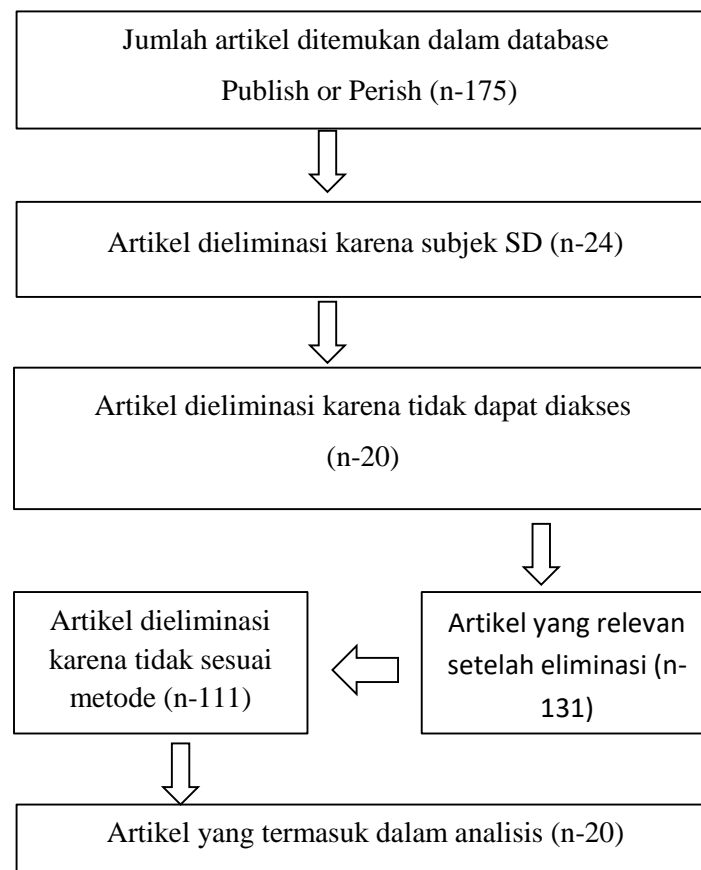 Jumlah artikel ditemukan dalam database
Publish or Perish (n-175)
Artikel dieliminasi karena subjek SD (n-24)
Artikel dieliminasi karena tidak dapat diakses
(n-20)
Artikel yang relevan
setelah eliminasi (n-
131)
Artikel dieliminasi
karena tidak sesuai
metode (n-111)
Artikel yang termasuk dalam analisis (n-20)